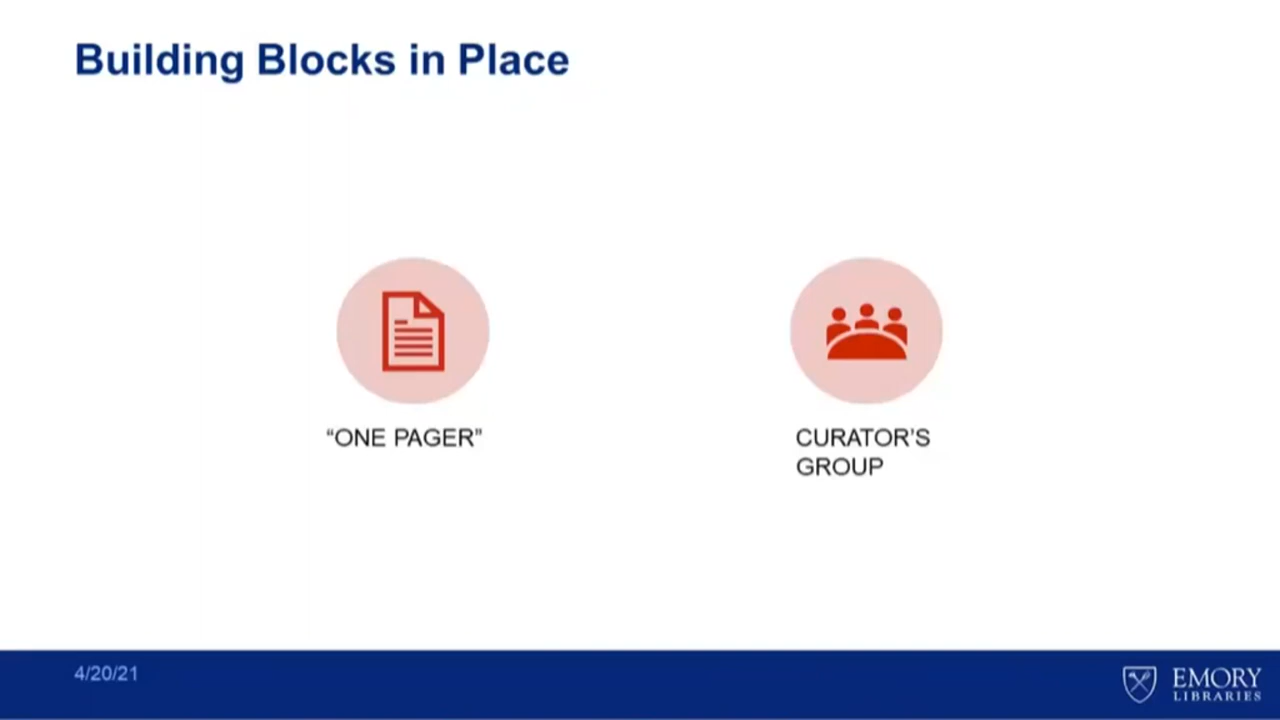 Building Blocks in Place
“ONE PAGER”
CURATOR’S
GROUP
4/20/21
EMORY
LIBRARIES